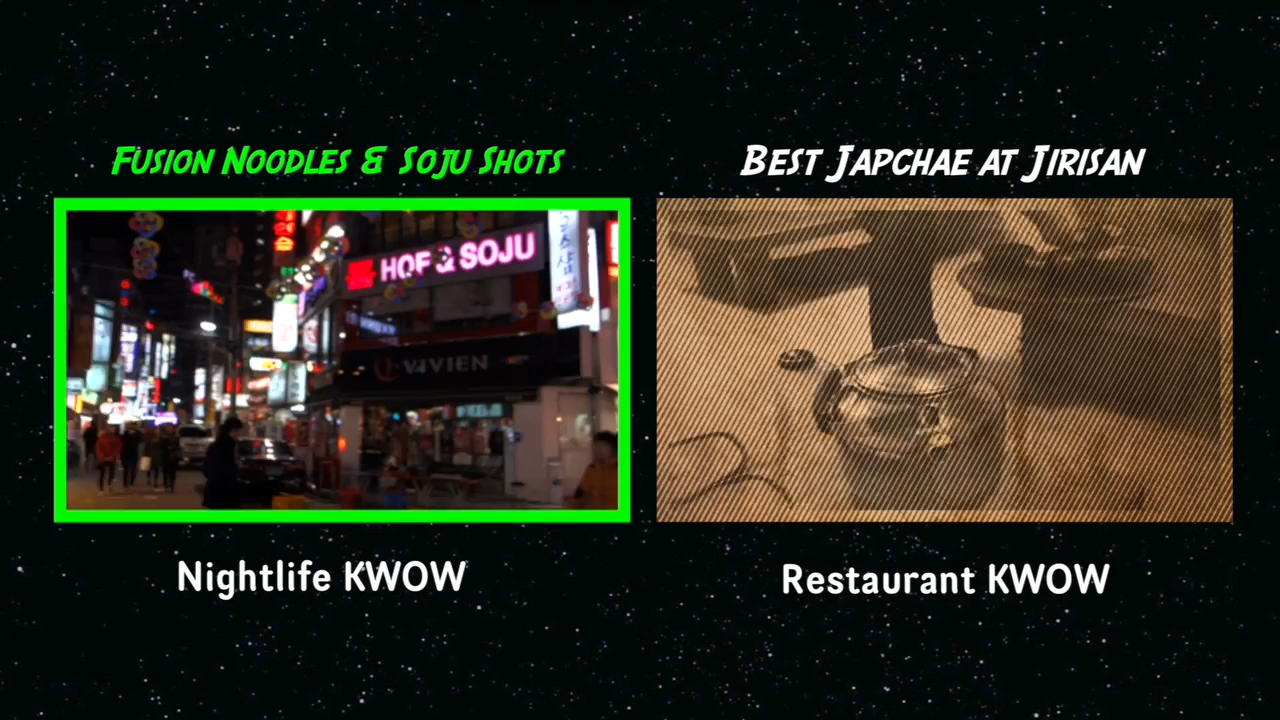 Fusion Noodles & Soju Shots
Best Japchae at Jirisan
HOF & SOJU
VIVIEN
Nightlife KWOW
Restaurant KWOW